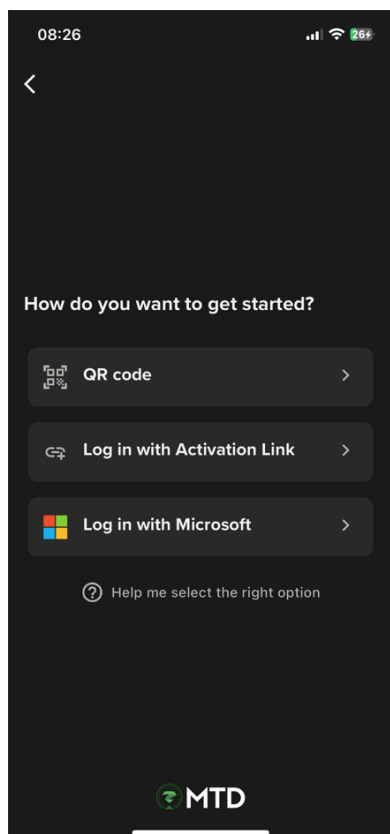 08:26
26
How do you want to get started?
QR code
Log in with Activation Link
Log in with Microsoft
Help me select the right option
MTD